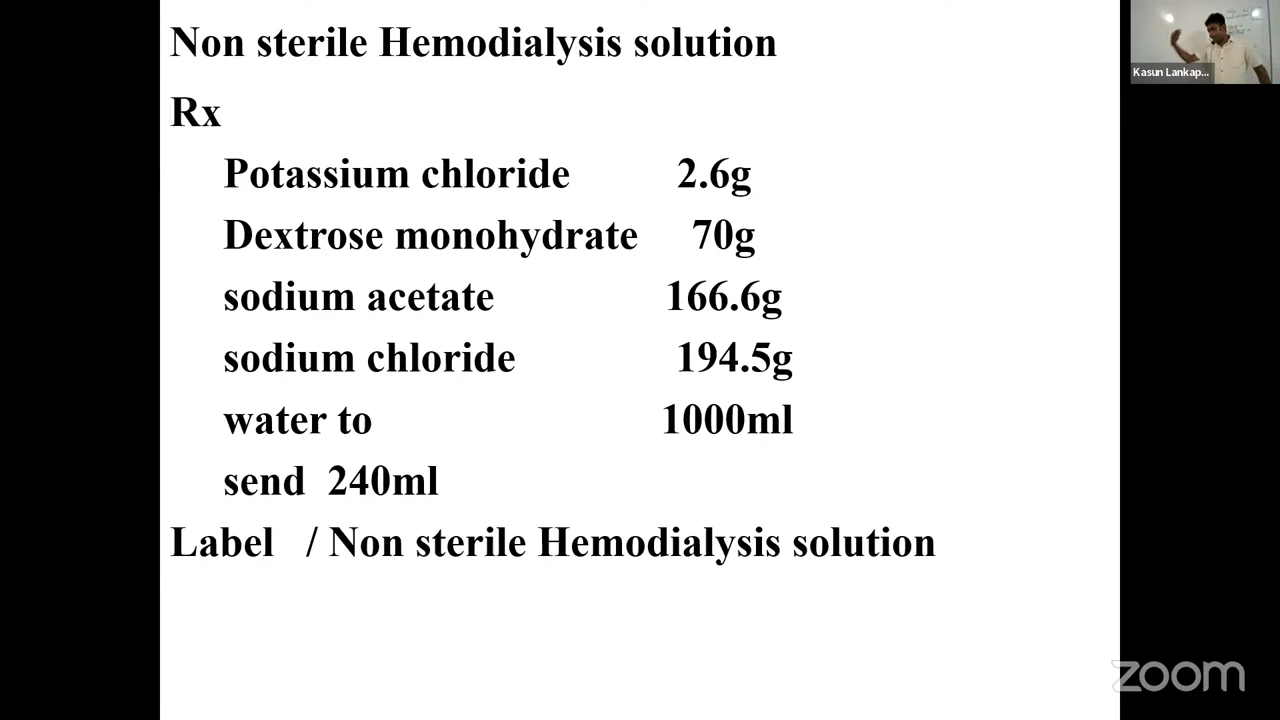 Non sterile Hemodialysis solution
Rx
Potassium chloride 2.6g
Dextrose monohydrate 70g
sodium acetate 166.6g
sodium chloride 194.5g
water to 1000ml
send 240ml
Label / Non sterile Hemodialysis solution
Kasun Lankap...
zoom